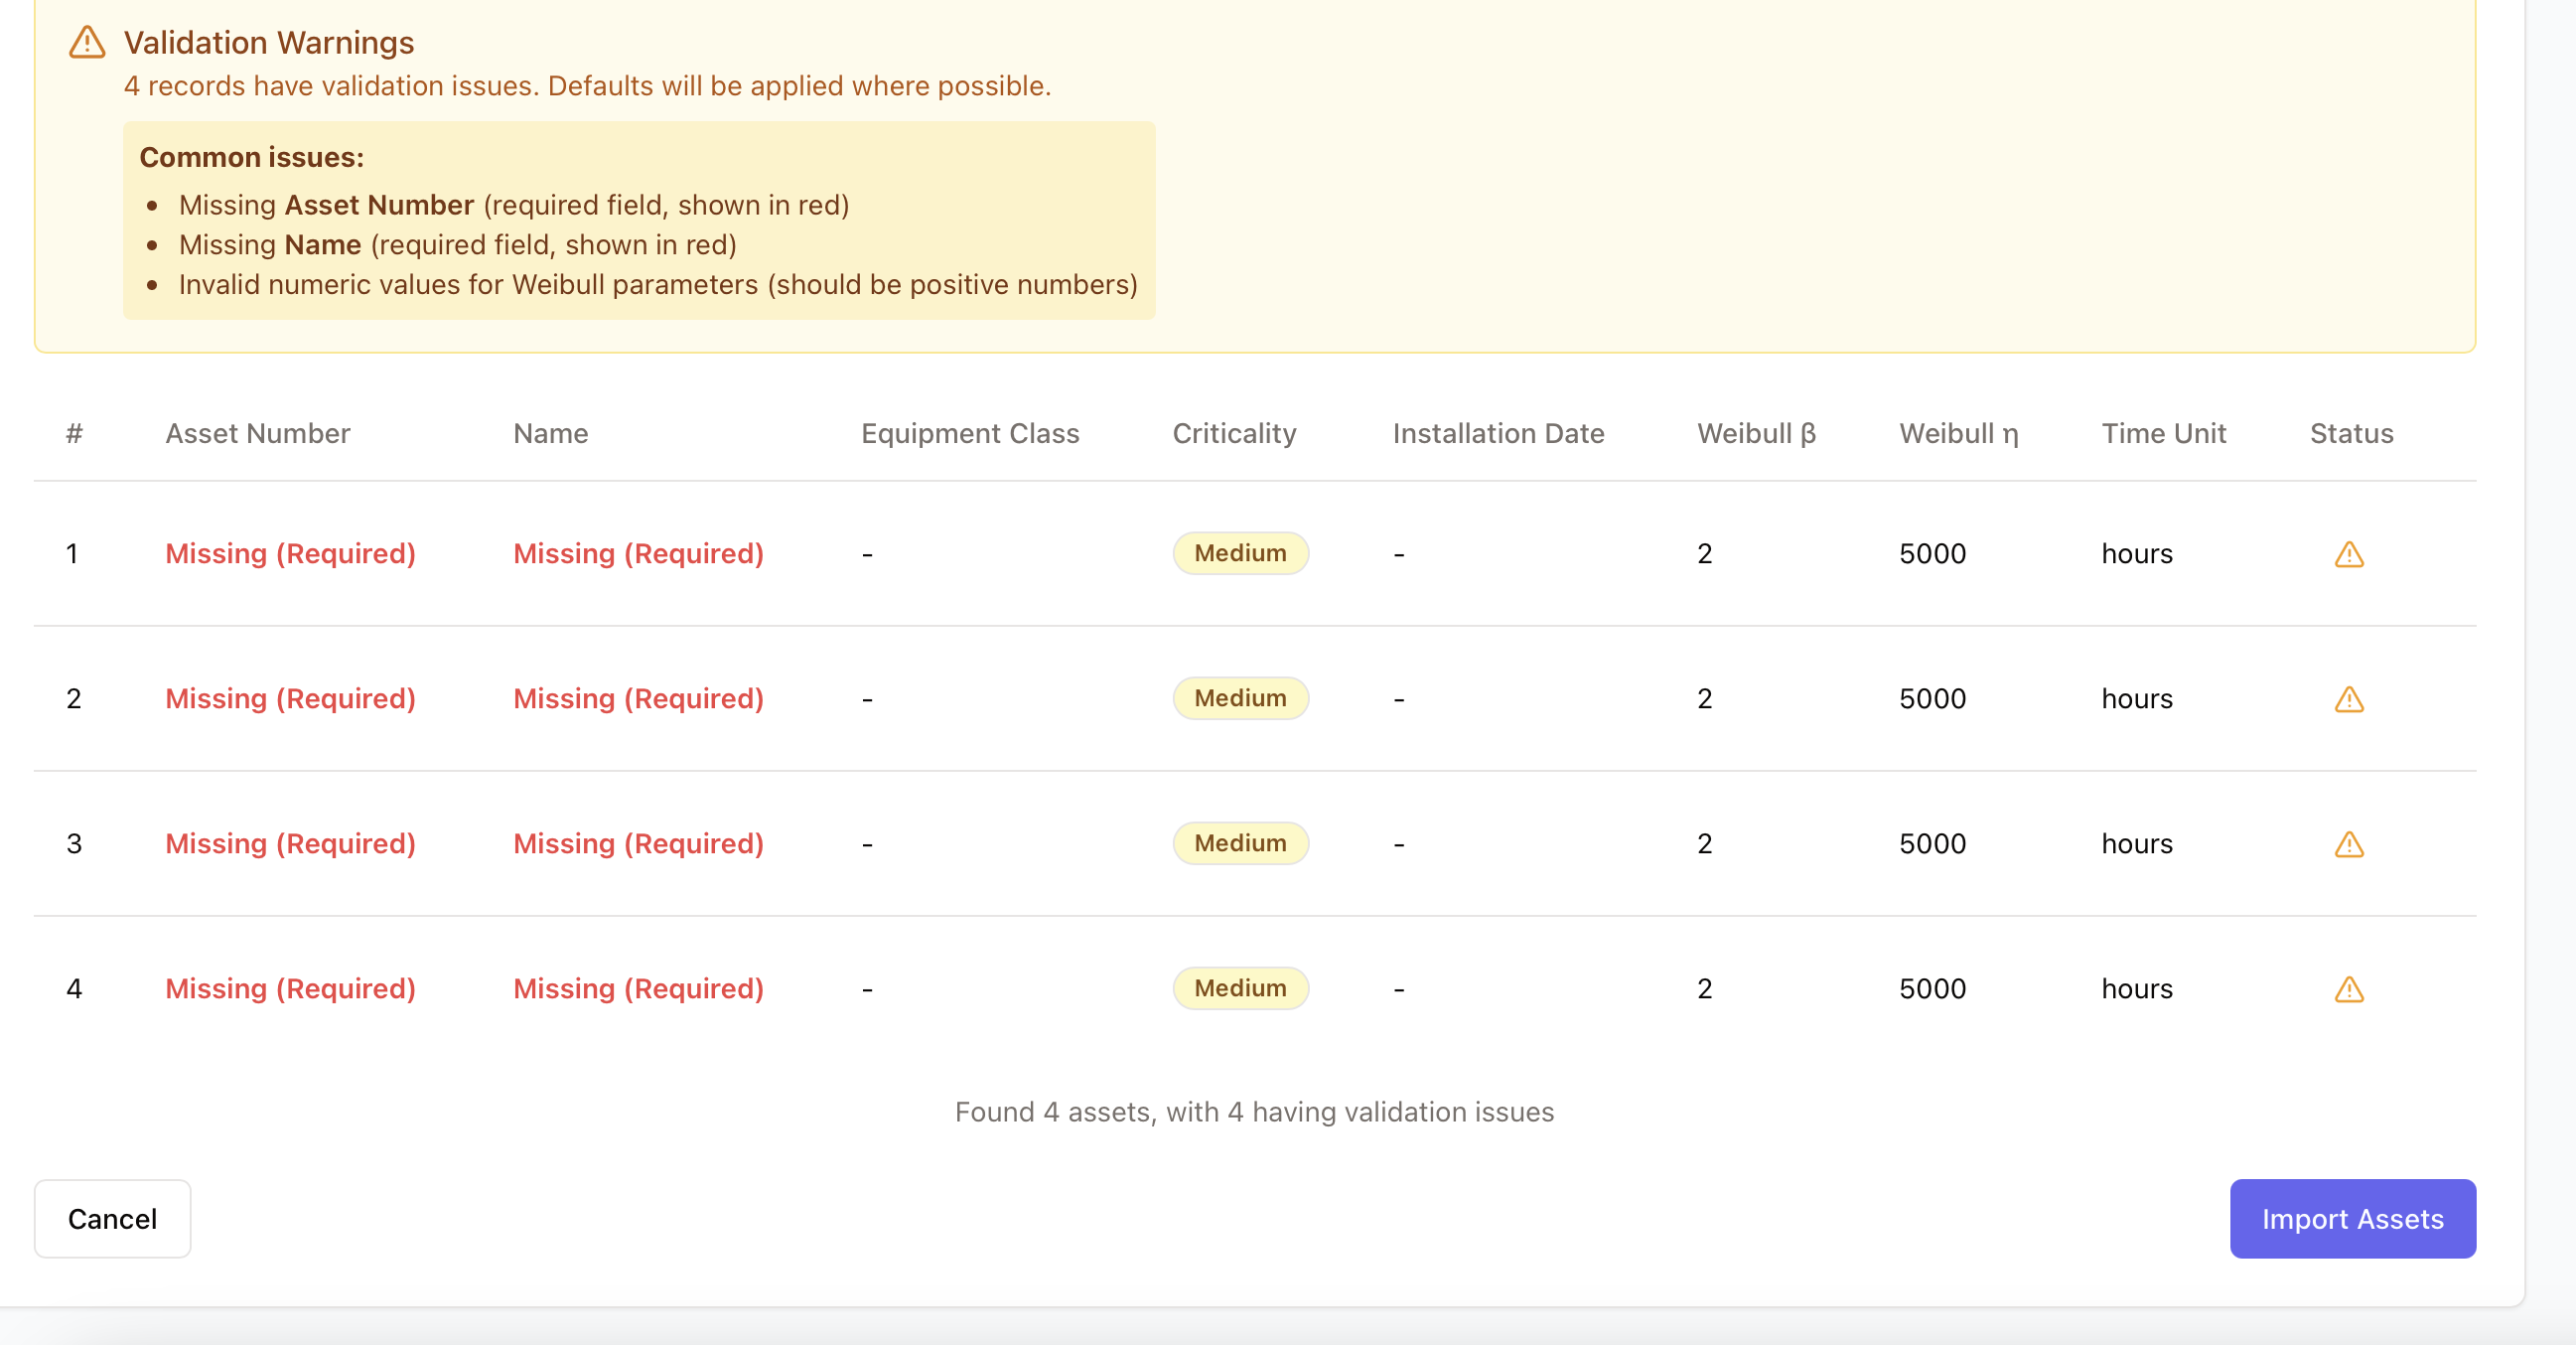 Validation Warnings
4 records have validation issues. Defaults will be applied where possible.
Common issues:
• Missing Asset Number (required field, shown in red)
• Missing Name (required field, shown in red)
• Invalid numeric values for Weibull parameters (should be positive numbers)
# Asset Number Name Equipment Class Criticality Installation Date Weibull β Weibull η Time Unit Status
1 Missing (Required) Missing (Required) - Medium - 2 5000 hours
2 Missing (Required) Missing (Required) - Medium - 2 5000 hours
3 Missing (Required) Missing (Required) - Medium - 2 5000 hours
4 Missing (Required) Missing (Required) - Medium - 2 5000 hours
Found 4 assets, with 4 having validation issues
Cancel Import Assets